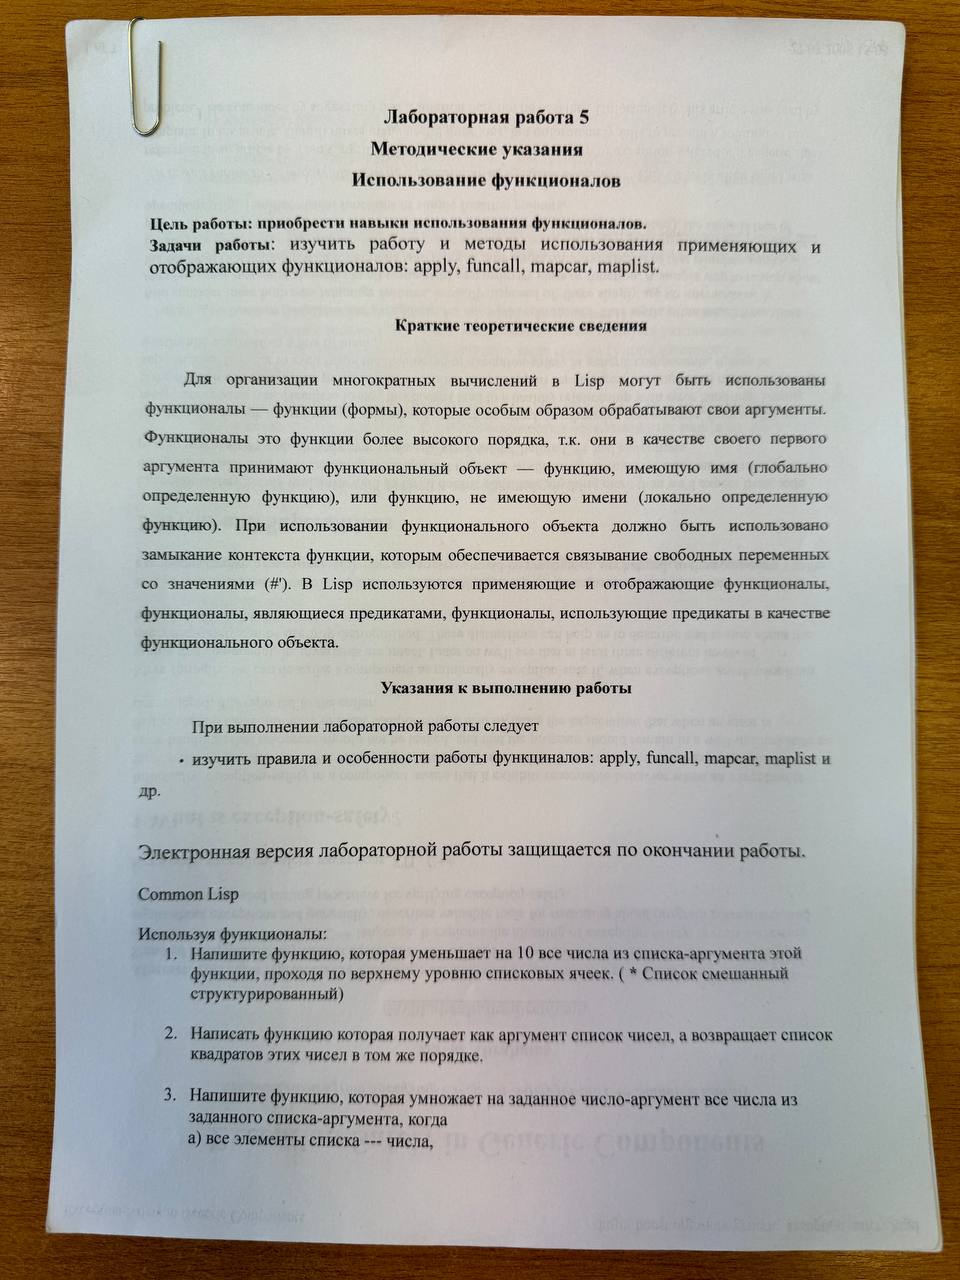 Лабораторная работа 5
Методические указания
Использование функционалов
Цель работы: приобрести навыки использования функционалов.
Задачи работы: изучить работу и методы использования применяющих и
отображающих функционалов: apply, funcall, mapcar, maplist.
Краткие теоретические сведения
Для организации многократных вычислений в Lisp могут быть использованы
функционалы — функции (формы), которые особым образом обрабатывают свои аргументы.
Функционалы это функции более высокого порядка, т.к. они в качестве своего первого
аргумента принимают функциональный объект — функцию, имеющую имя (глобально
определенную функцию), или функцию, не имеющую имени (локально определенную
функцию). При использовании функционального объекта должно быть использовано
замыкание контекста функции, которым обеспечивается связывание свободных переменных
со значениями (#'). В Lisp используются применяющие и отображающие функционалы,
функционалы, являющиеся предикатами, функционалы, использующие предикаты в качестве
функционального объекта.
Указания к выполнению работы
При выполнении лабораторной работы следует
• изучить правила и особенности работы функциналов: apply, funcall, mapcar, maplist и
др.
Электронная версия лабораторной работы защищается по окончании работы.
Common Lisp
Используя функционалы:
1. Напишите функцию, которая уменьшает на 10 все числа из списка-аргумента этой
функции, проходя по верхнему уровню списковых ячеек. ( * Список смешанный
структурированный)
2. Написать функцию которая получает как аргумент список чисел, а возвращает список
квадратов этих чисел в том же порядке.
3. Напишите функцию, которая умножает на заданное число-аргумент все числа из
заданного списка-аргумента, когда
а) все элементы списка --- числа,